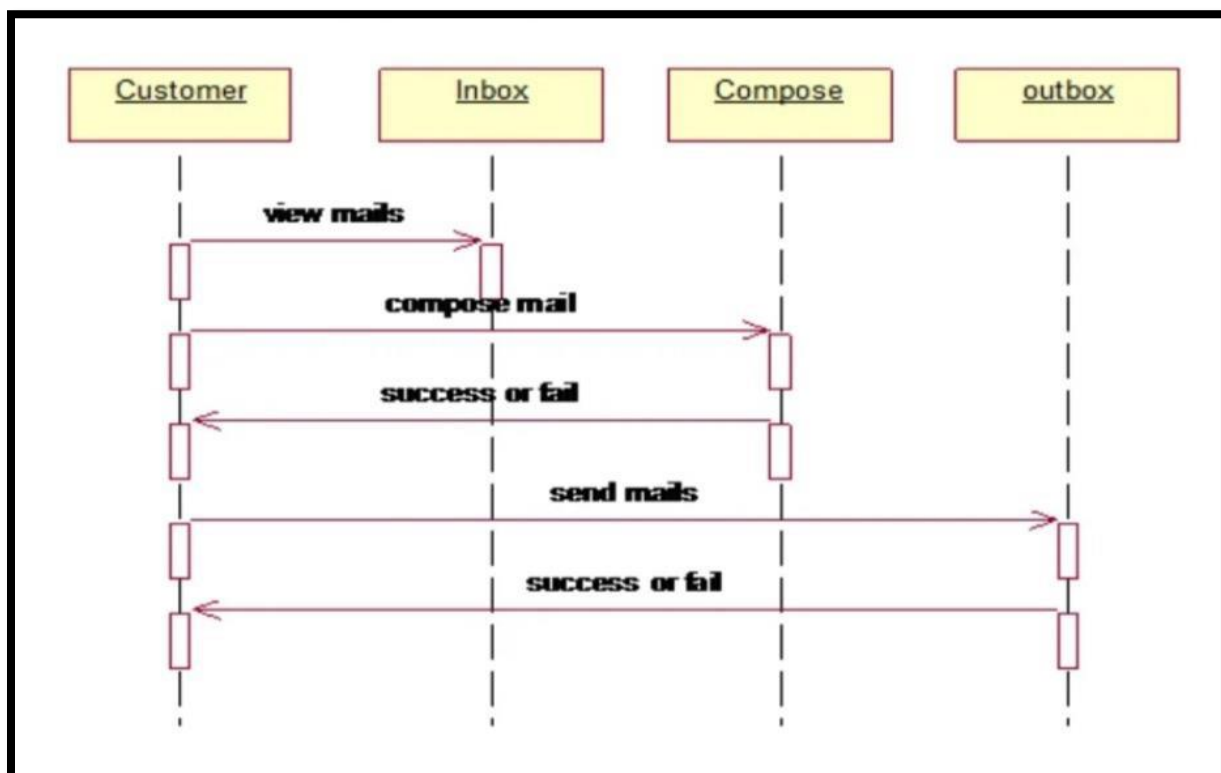 Customer
Inbox
Compose
outbox
view mails
compose mail
success or fail
send mails
success or fail